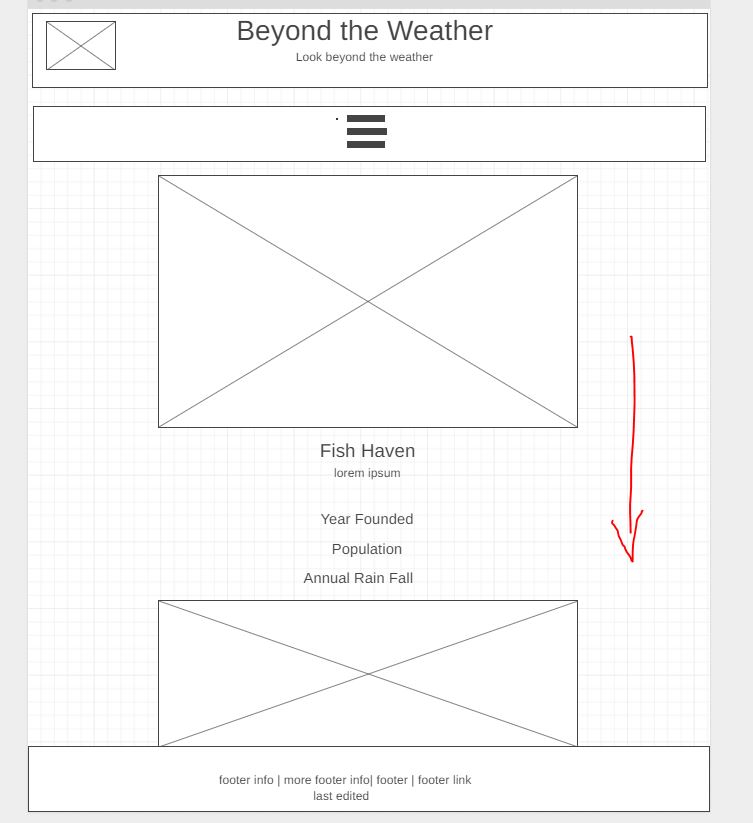 Beyond the Weather
Look beyond the weather
Fish Haven
lorem ipsum
Year Founded
Population
Annual Rain Fall
footer info | more footer info| footer | footer link
last edited